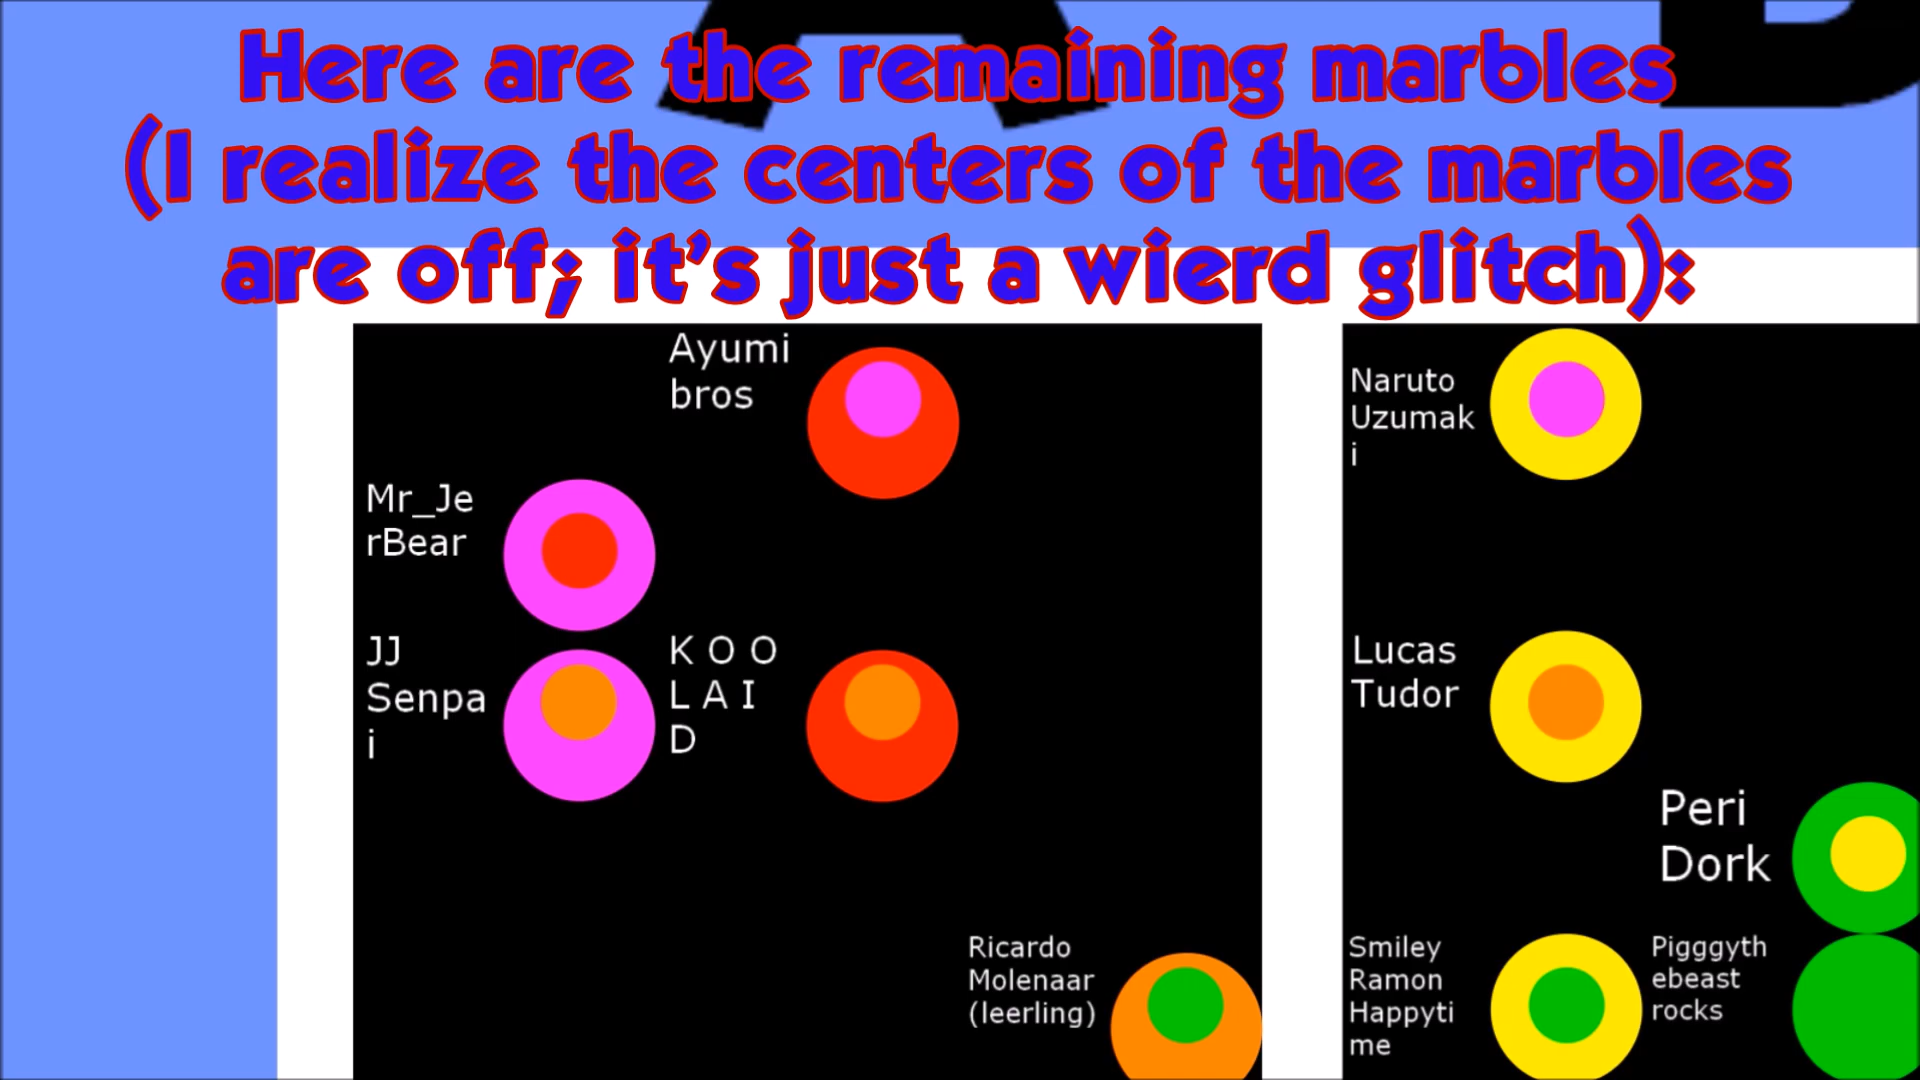 Here are the remaining marbles
(I realize the centers of the marbles
are off; it's just a wierd glitch):
Ayumi
bros
Mr_Je
rBear
JJ
Senpa
i
K O O
L A I
D
Ricardo
Molenaar
(leerling)
Naruto
Uzumak
i
Lucas
Tudor
Peri
Dork
Smiley
Ramon
Happyti
me
Pigggyth
ebeast
rocks